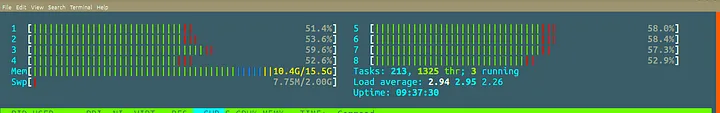 File Edit View Search Terminal Help
1 [ 51.4%] 5 [ 58.0%]
2 [ 53.6%] 6 [ 58.4%]
3 [ 59.6%] 7 [ 57.3%]
4 [ 52.6%] 8 [ 52.9%]
Mem[ 10.4G/15.5G] Tasks: 213, 1325 thr; 3 running
Swp[ 7.75M/2.00G] Load average: 2.94 2.95 2.26
Uptime: 09:37:30